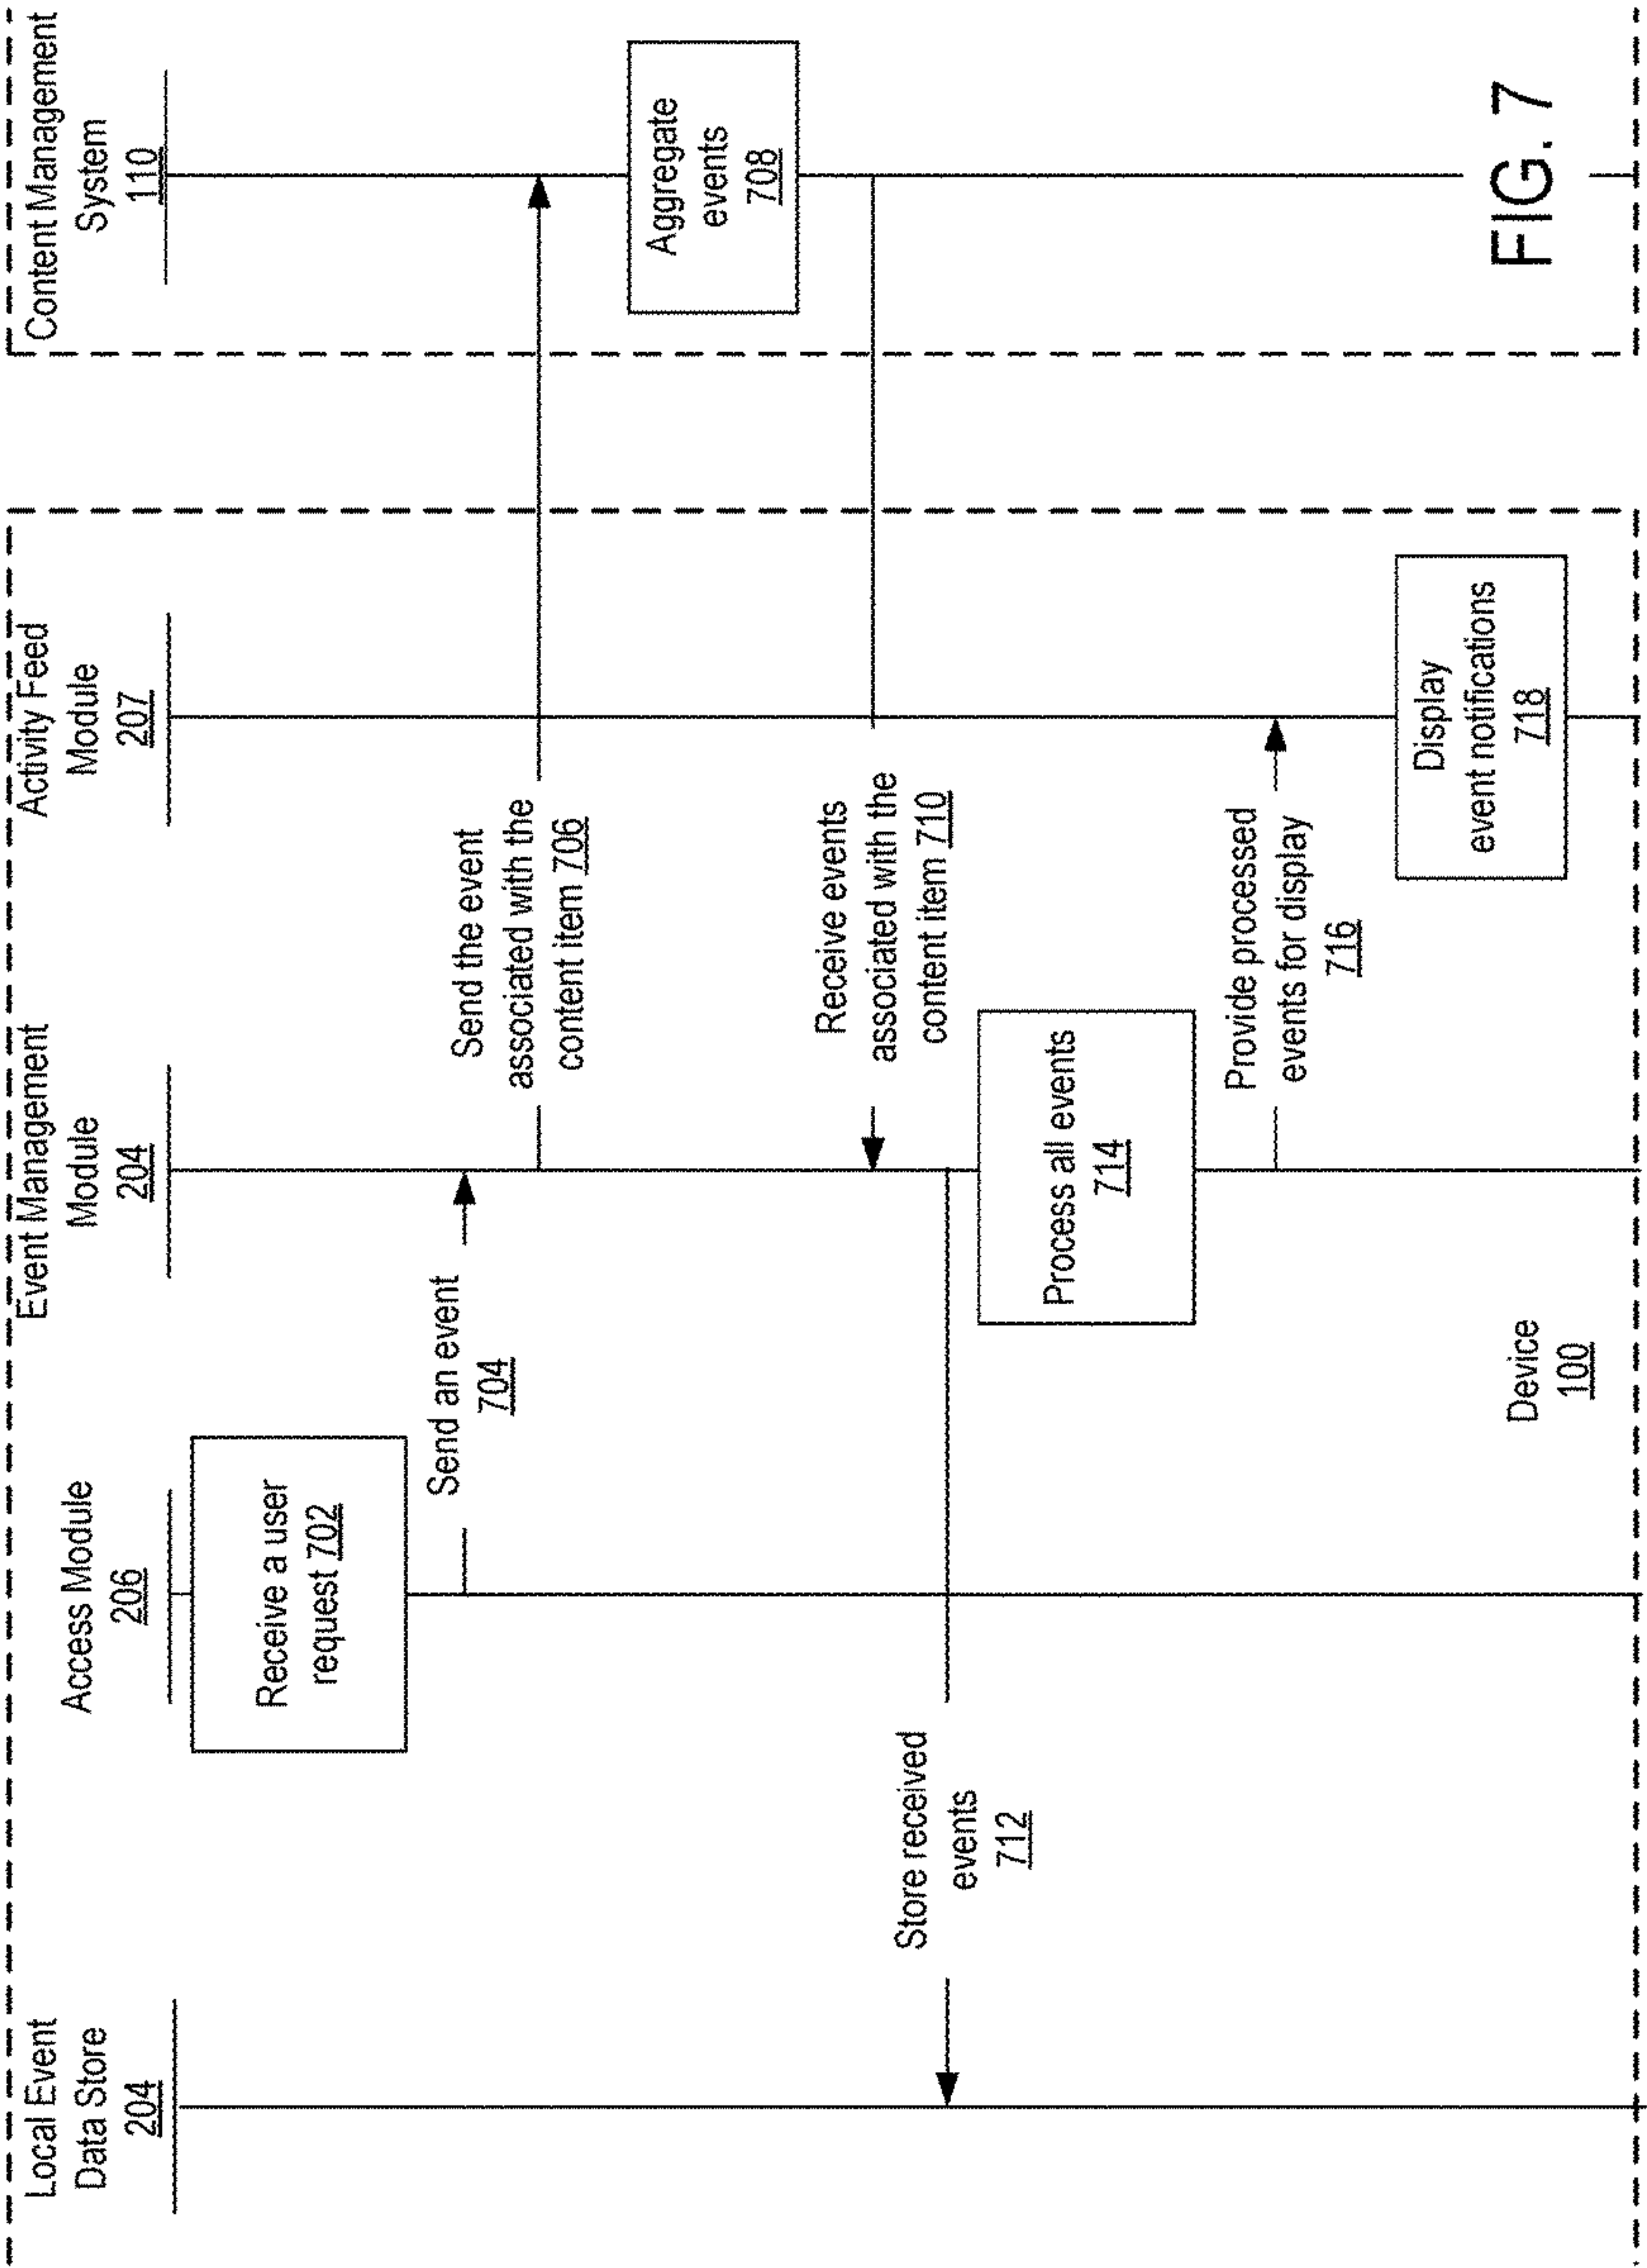 Local Event
Data Store
204
Access Module
206
Event Management
Module
204
Activity Feed
Module
207
Content Management
System
110
Receive a user
request 702
Send an event
704
Send the event
associated with the
content item 706
Aggregate
events
708
Receive events
associated with the
content item 710
Store received
events
712
Process all events
714
Provide processed
events for display
716
Display
event notifications
718
Device
100
FIG. 7